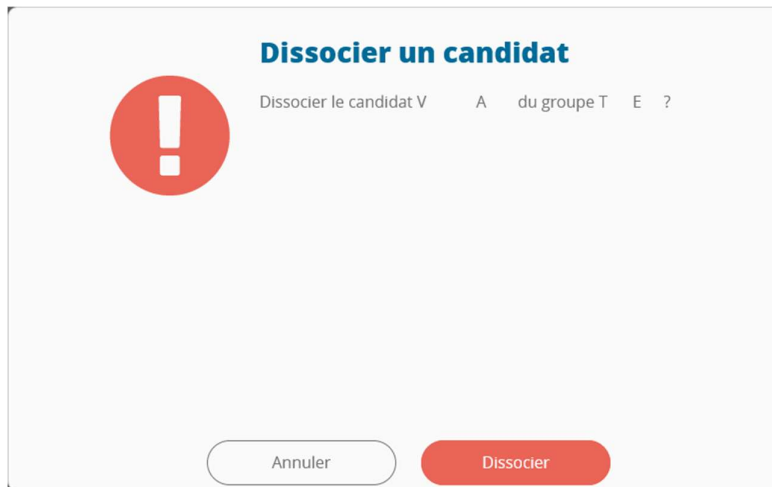 Dissocier un candidat
Dissocier le candidat V A du groupe T E ?
Annuler
Dissocier